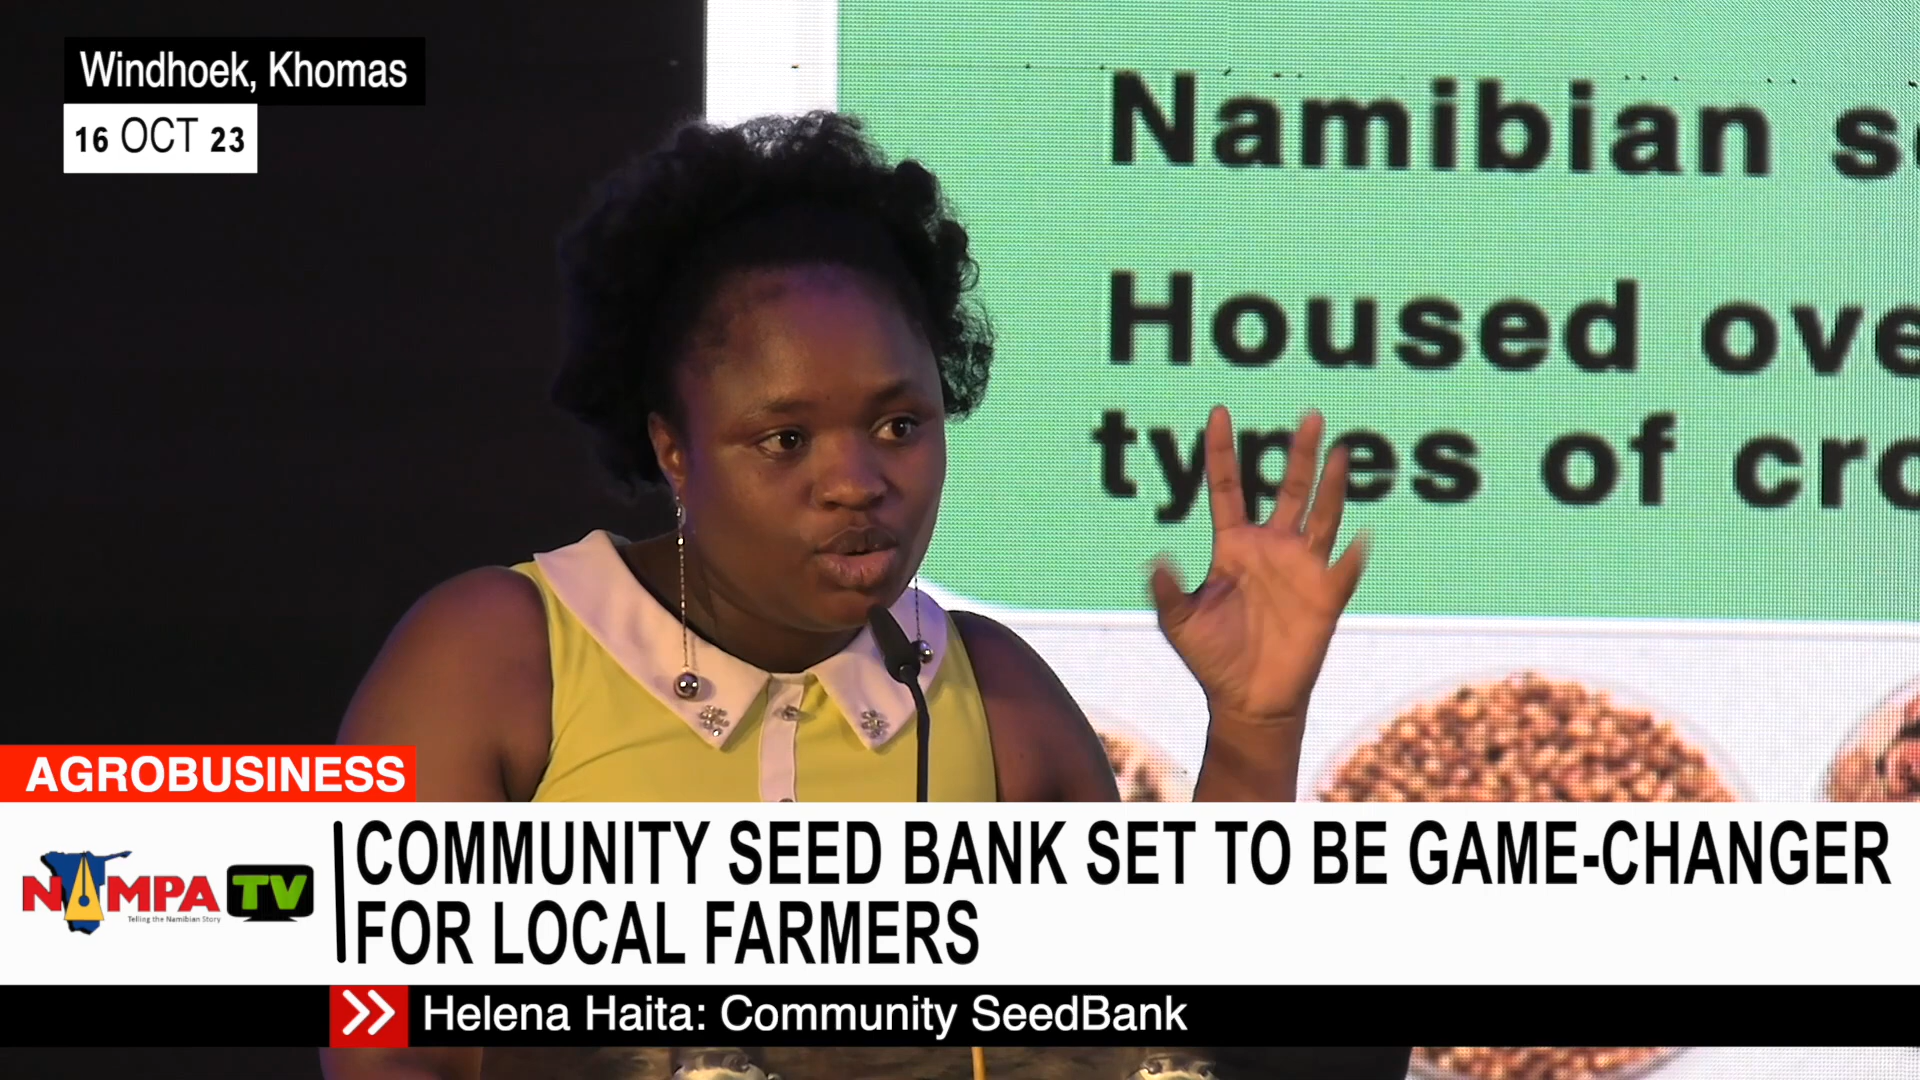 Windhoek, Khomas
16 OCT 23
Namibian
Housed
types of
AGROBUSINESS
NAMPA TV
Telling the Namibian Story
COMMUNITY SEED BANK SET TO BE GAME-CHANGER
FOR LOCAL FARMERS
Helena Haita: Community SeedBank